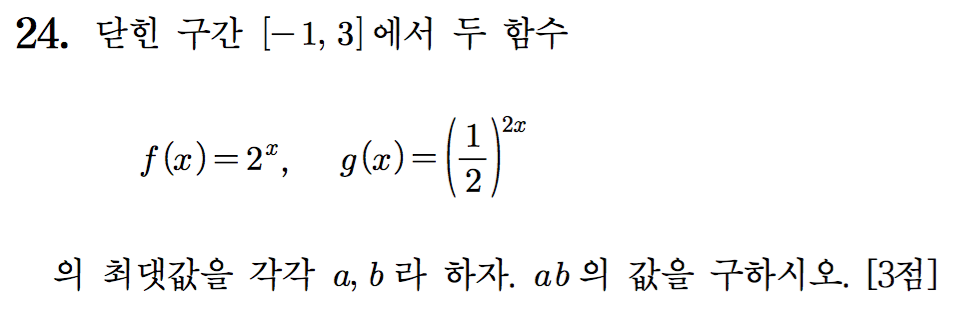 24. 닫힌 구간 [-1, 3]에서 두 함수
f(x)=2^x, g(x)=(1/2)^{2x}
의 최댓값을 각각 a, b라 하자. ab의 값을 구하시오. [3점]